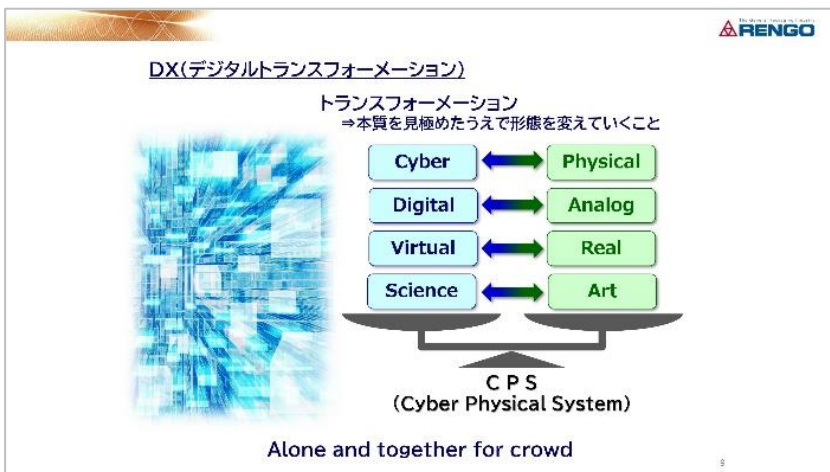 RENGO
DX(デジタルトランスフォーメーション)
トランスフォーメーション
⇒本質を見極めたうえで形態を変えていくこと
Cyber Physical
Digital Analog
Virtual Real
Science Art
CPS
(Cyber Physical System)
Alone and together for crowd
9